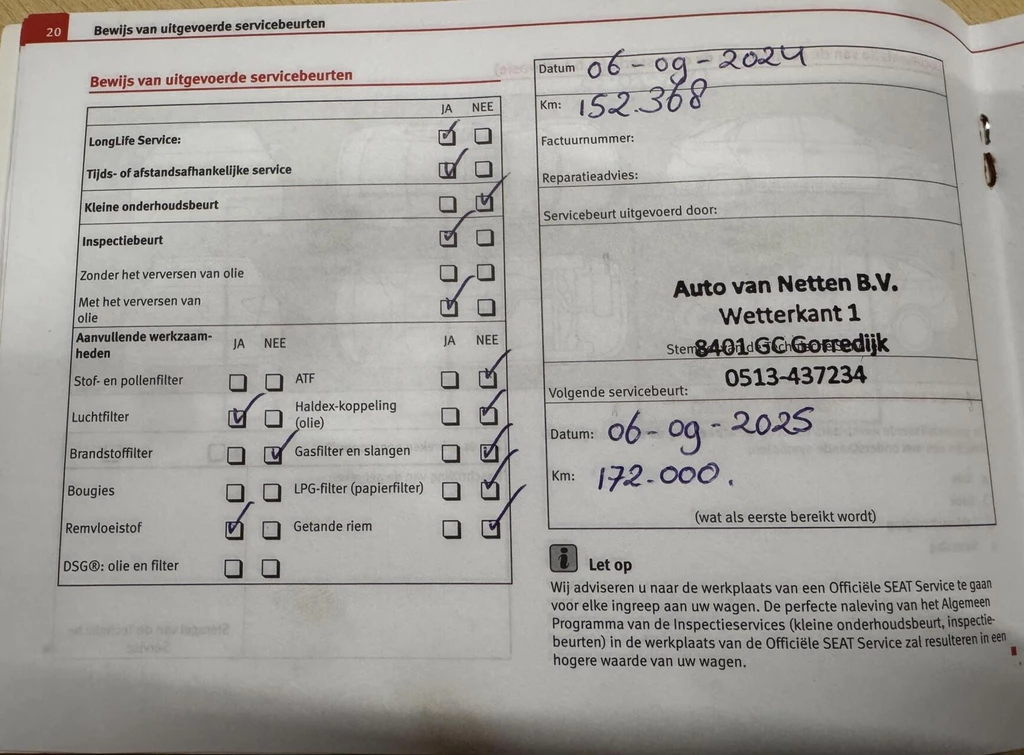 20 Bewijs van uitgevoerde servicebeurten
Bewijs van uitgevoerde servicebeurten
JA NEE
LongLife Service:
Tijds- of afstandsafhankelijke service
Kleine onderhoudsbeurt
Inspectiebeurt
Zonder het verversen van olie
Met het verversen van
olie
Aanvullende werkzaam-
heden
JA NEE
JA NEE
Stof- en pollenfilter
ATF
Luchtfilter
Haldex-koppeling
(olie)
Brandstoffilter
Gasfilter en slangen
Bougies
LPG-filter (papierfilter)
Remvloeistof
Getande riem
DSG®: olie en filter
Datum 06-09-2024
Km: 152.368
Factuurnummer:
Reparatieadvies:
Servicebeurt uitgevoerd door:
Auto van Netten B.V.
Wetterkant 1
8401 GC Gorredijk
0513-437234
Volgende servicebeurt:
Datum: 06-09-2025
Km: 172.000.
(wat als eerste bereikt wordt)
i Let op
Wij adviseren u naar de werkplaats van een Officiële SEAT Service te gaan
voor elke ingreep aan uw wagen. De perfecte naleving van het Algemeen
Programma van de Inspectieservices (kleine onderhoudsbeurt, inspectie-
beurten) in de werkplaats van de Officiële SEAT Service zal resulteren in een
hogere waarde van uw wagen.